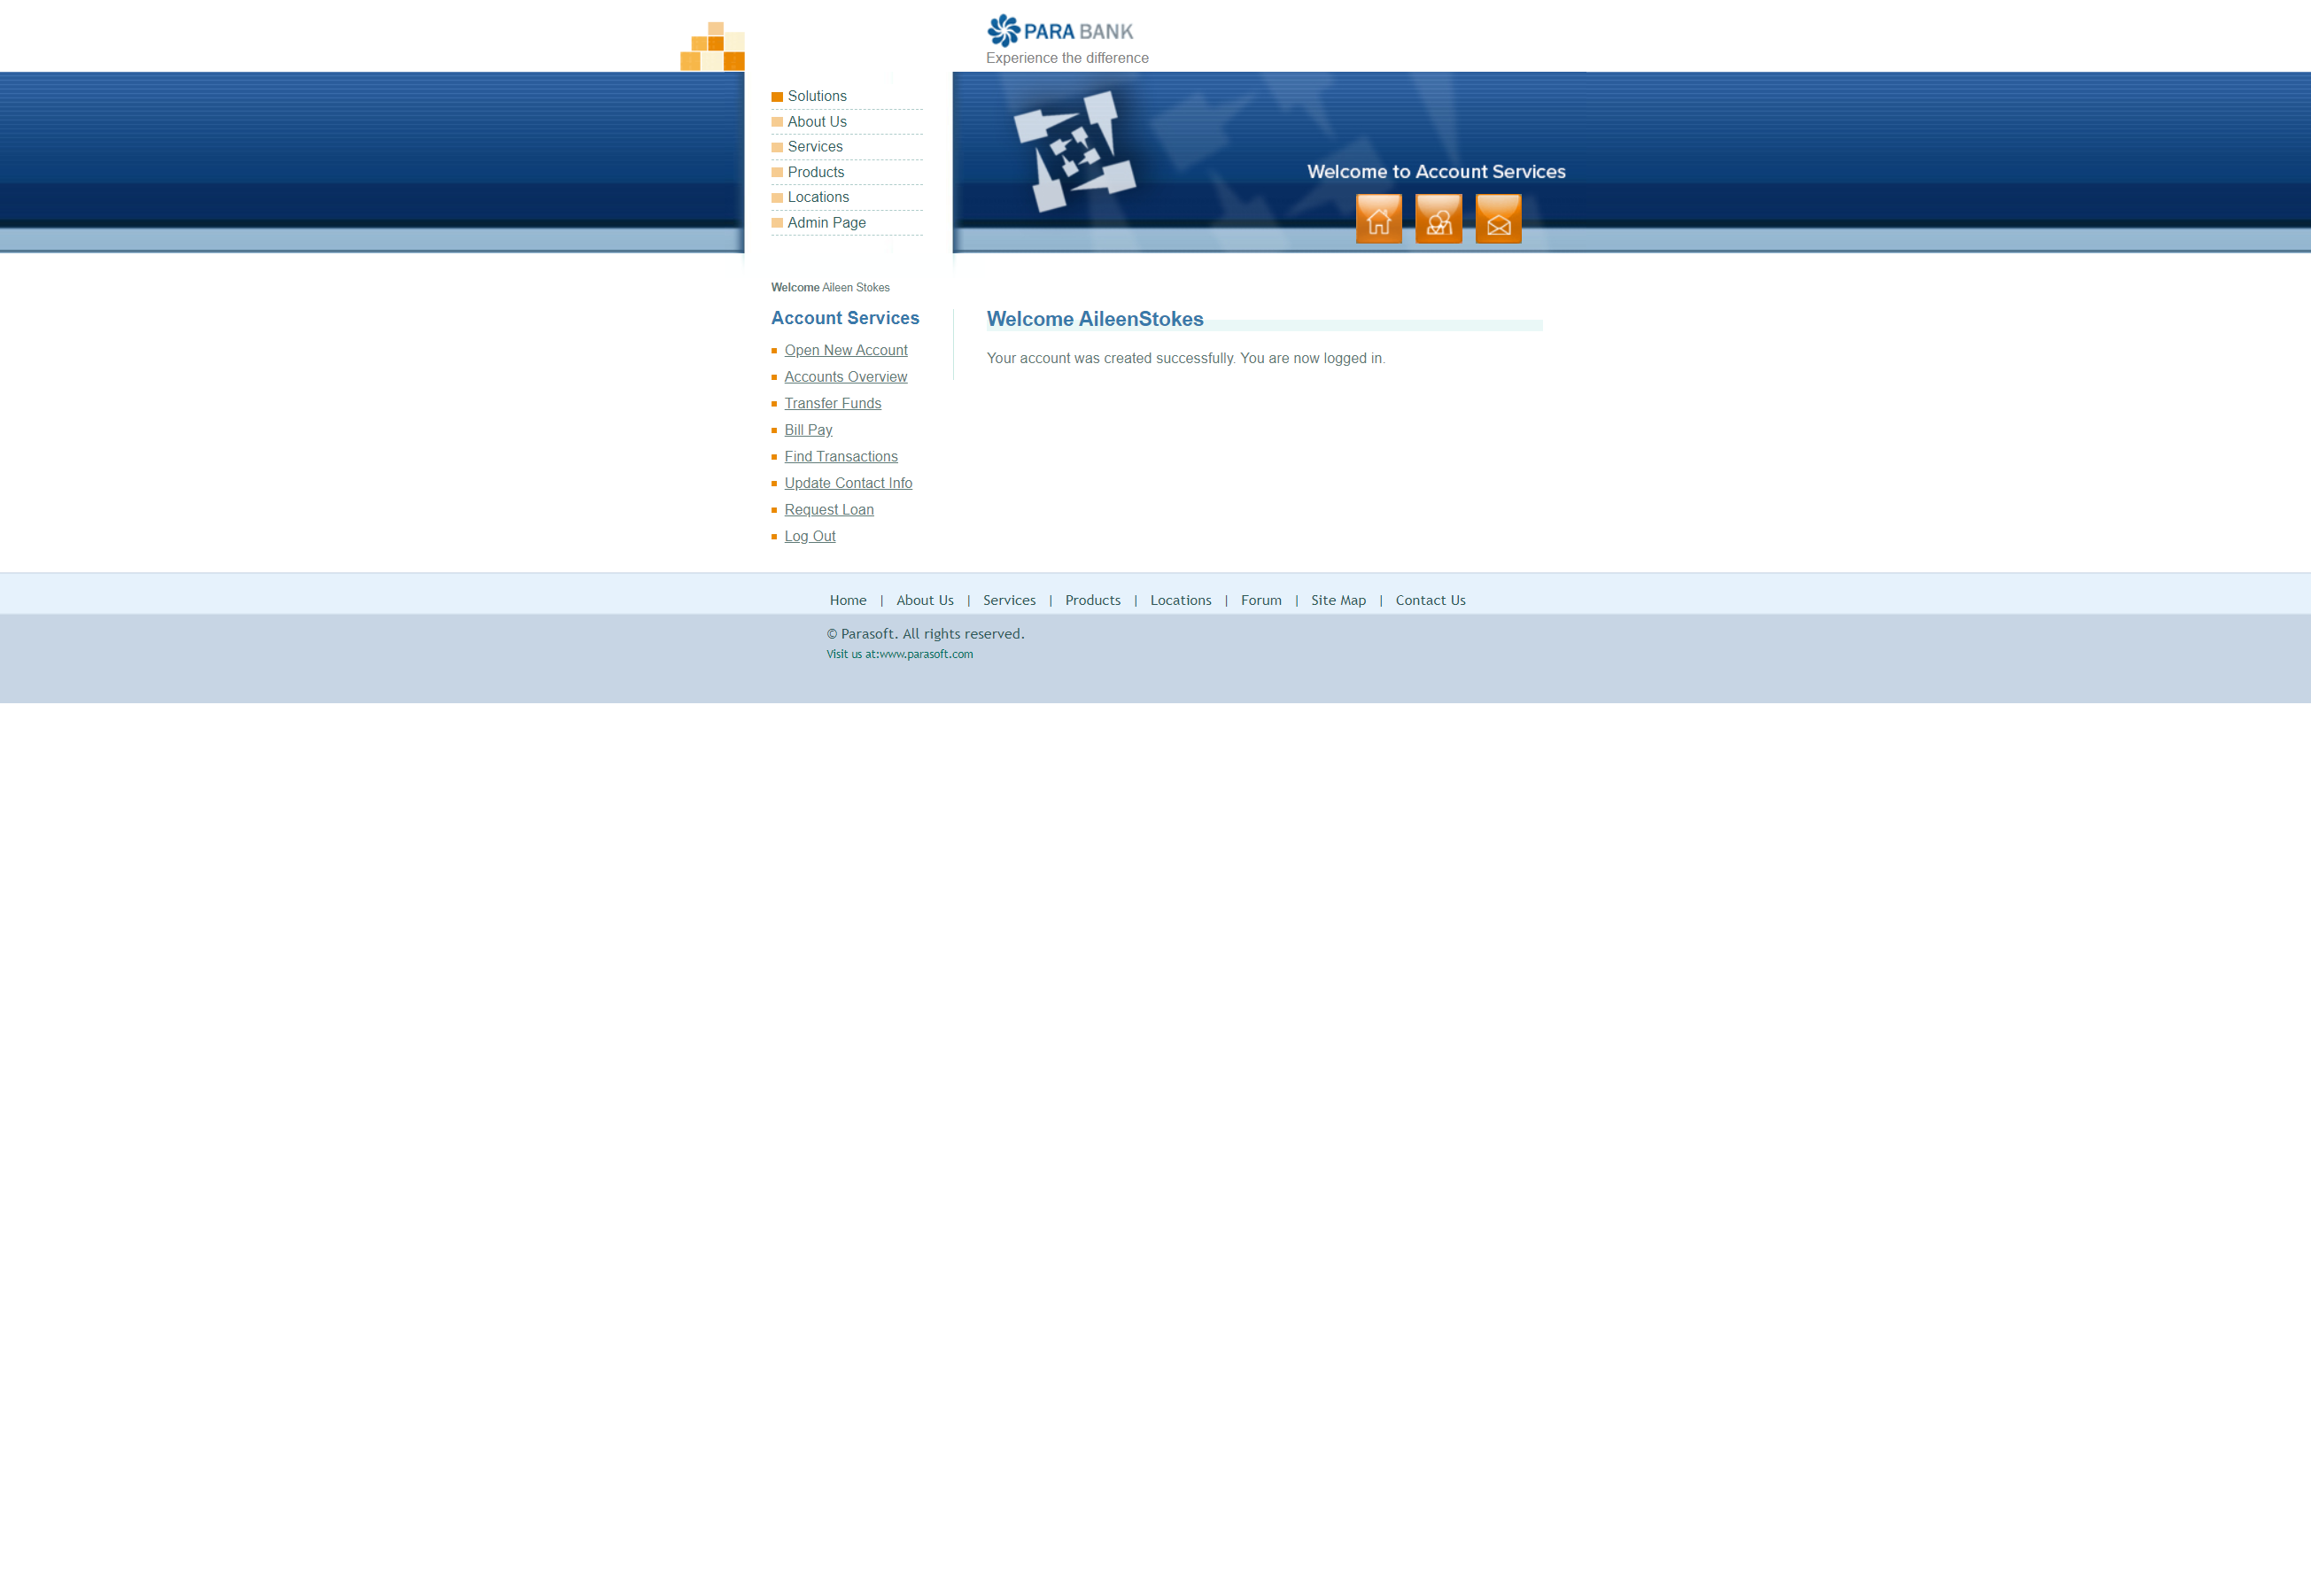 PARA BANK
Experience the difference
Solutions
About Us
Services
Products
Locations
Admin Page
Welcome to Account Services
Welcome Aileen Stokes
Account Services
Open New Account
Accounts Overview
Transfer Funds
Bill Pay
Find Transactions
Update Contact Info
Request Loan
Log Out
Welcome AileenStokes
Your account was created successfully. You are now logged in.
Home | About Us | Services | Products | Locations | Forum | Site Map | Contact Us
© Parasoft. All rights reserved.
Visit us at:www.parasoft.com